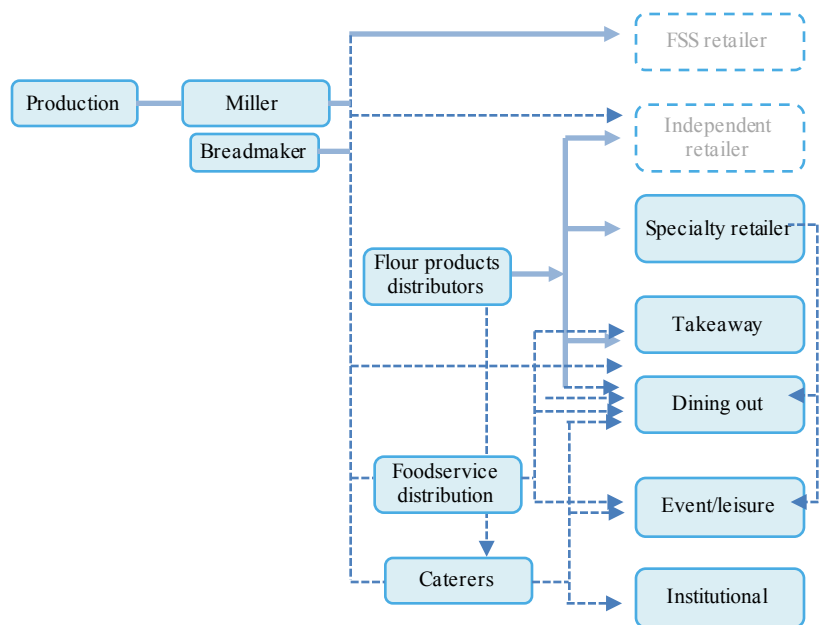 FSS retailer
Production
Miller
Independent
retailer
Breadmaker
Specialty retailer
Flour products
distributors
Takeaway
Dining out
Foodservice
distribution
Event/leisure
Caterers
Institutional